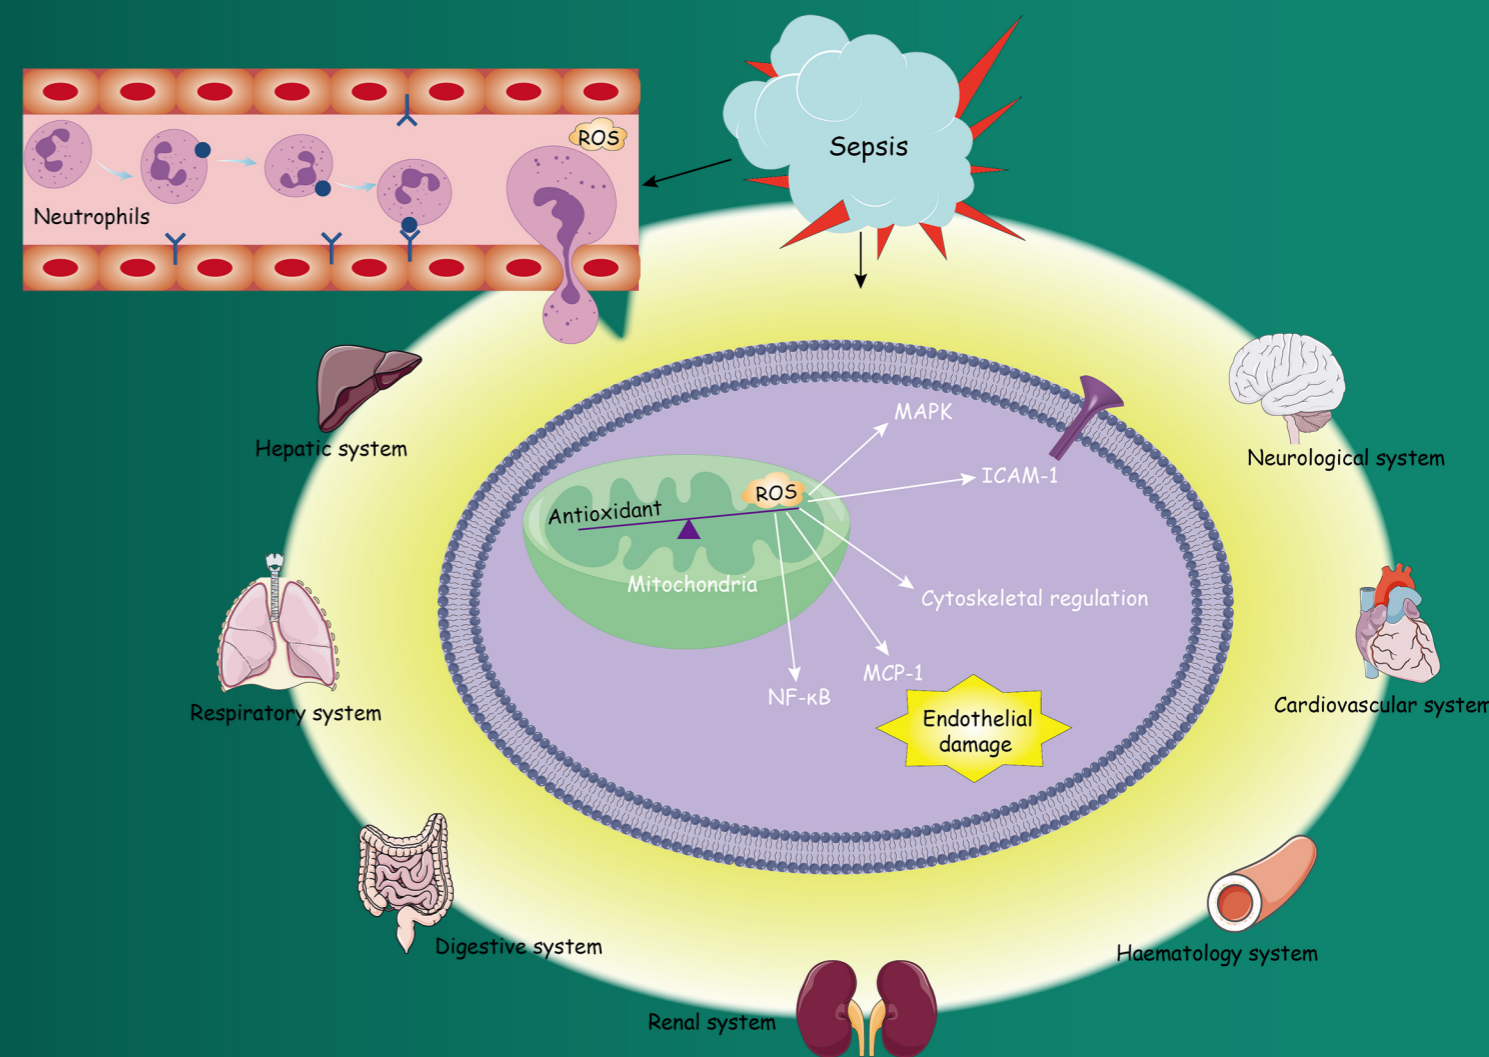 Sepsis
ROS
Neutrophils
Hepatic system
Neurological system
MAPK
ICAM-1
ROS
Antioxidant
Mitochondria
Cytoskeletal regulation
MCP-1
NF-κB
Endothelial
damage
Respiratory system
Cardiovascular system
Digestive system
Haematology system
Renal system